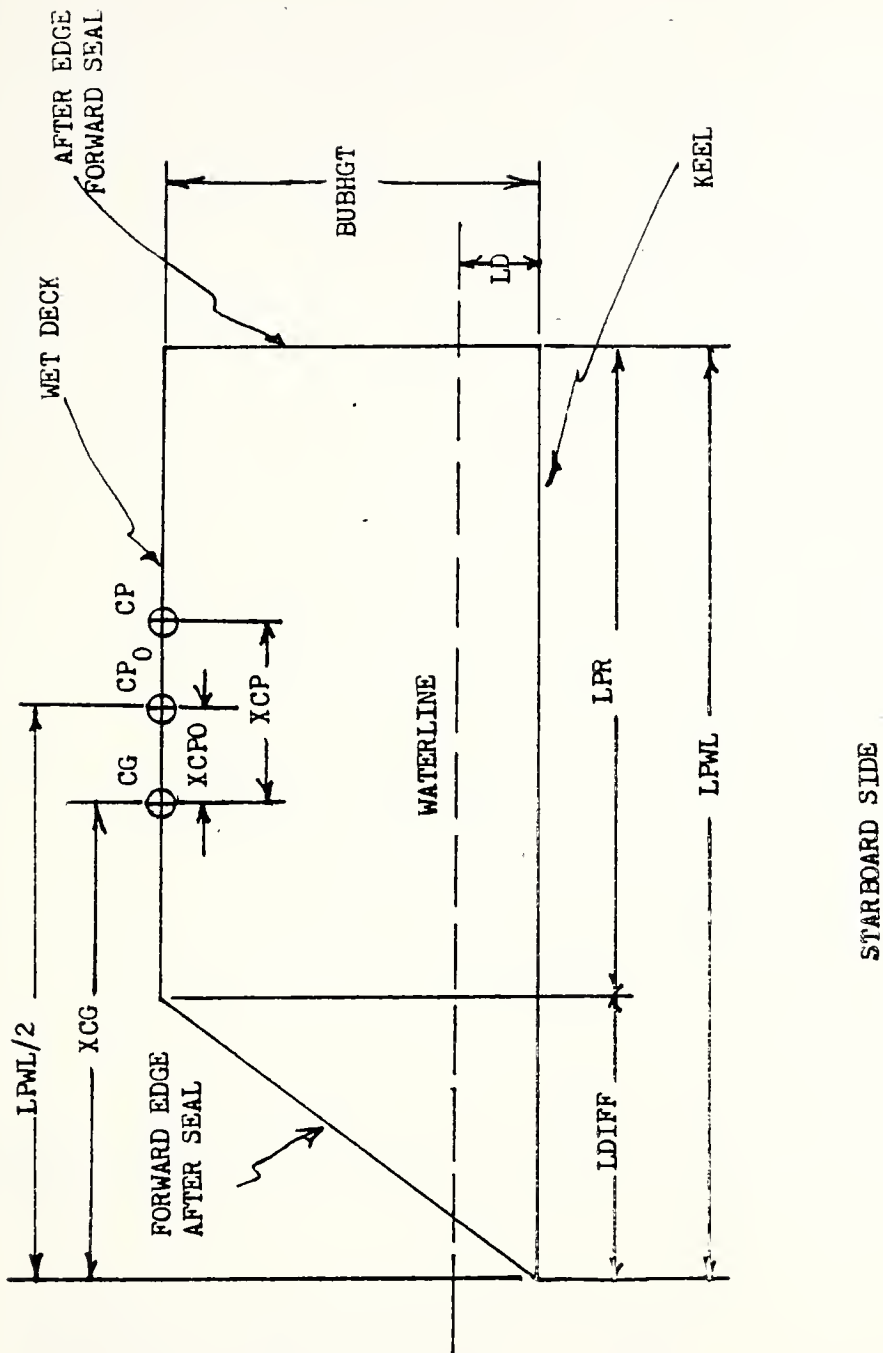 AFTER EDGE
FORWARD SEAL
WET DECK
BUBHGT
LD
KEEL
CP
CP0
CG
XCP
XCPO
LPWL/2
XCG
WATERLINE
FORWARD EDGE
AFTER SEAL
LPR
LDIFF
LPWL
STARBOARD SIDE